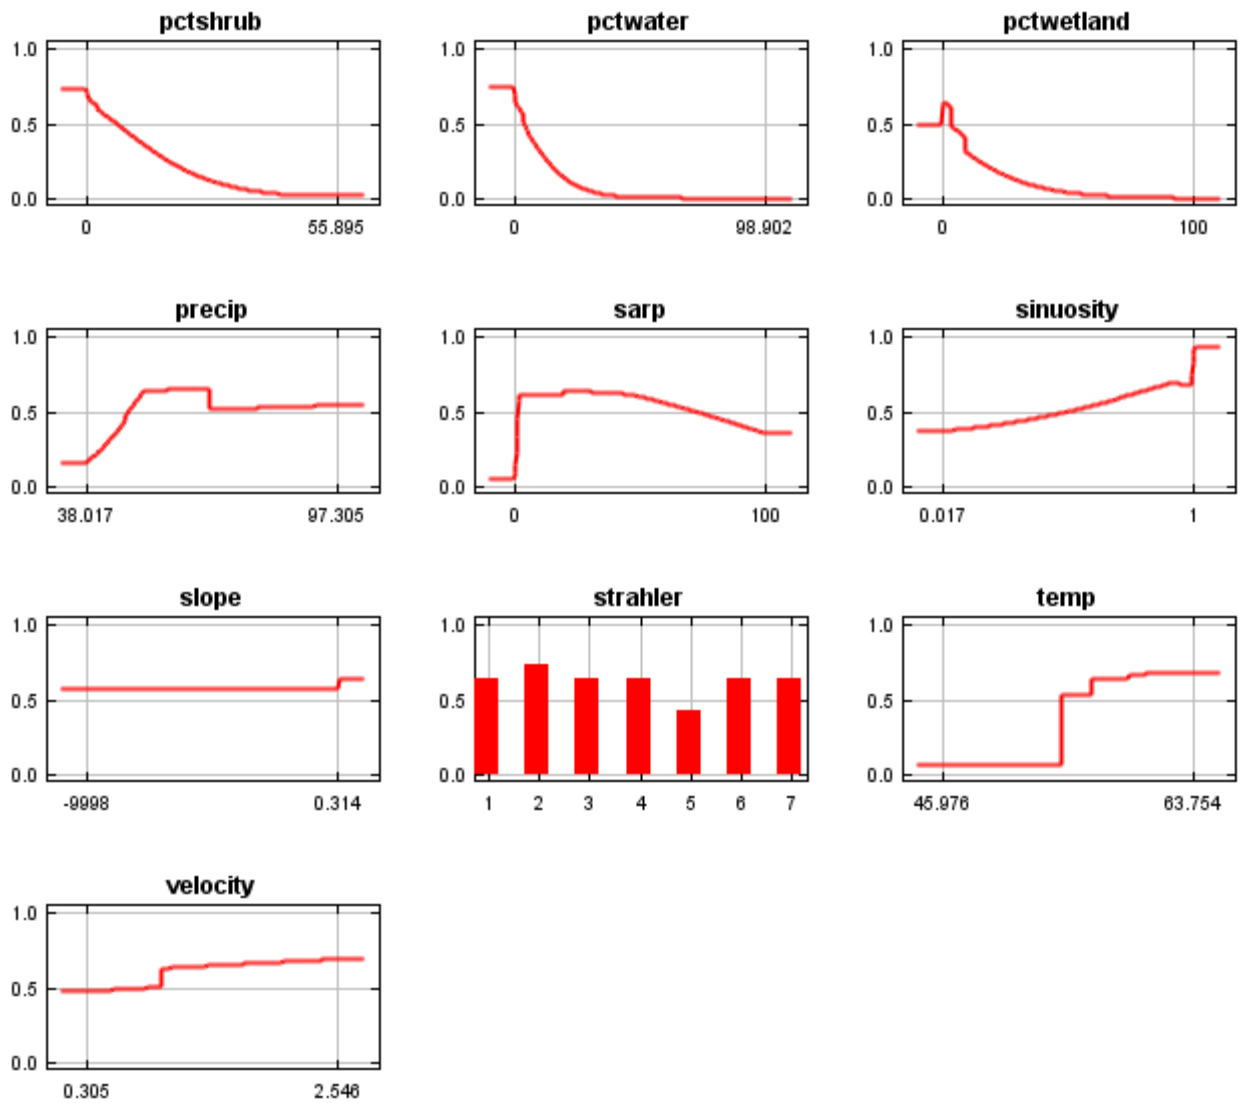 pctshrub pctwater pctwetland
1.0 1.0 1.0
0.5 0.5 0.5
0.0 0.0 0.0
0 55.895 0 98.902 0 100
precip sarp sinuosity
1.0 1.0 1.0
0.5 0.5 0.5
0.0 0.0 0.0
38.017 97.305 0 100 0.017 1
slope strahler temp
1.0 1.0 1.0
0.5 0.5 0.5
0.0 0.0 0.0
-9998 0.314 1 2 3 4 5 6 7 45.976 63.754
velocity
1.0
0.5
0.0
0.305 2.546